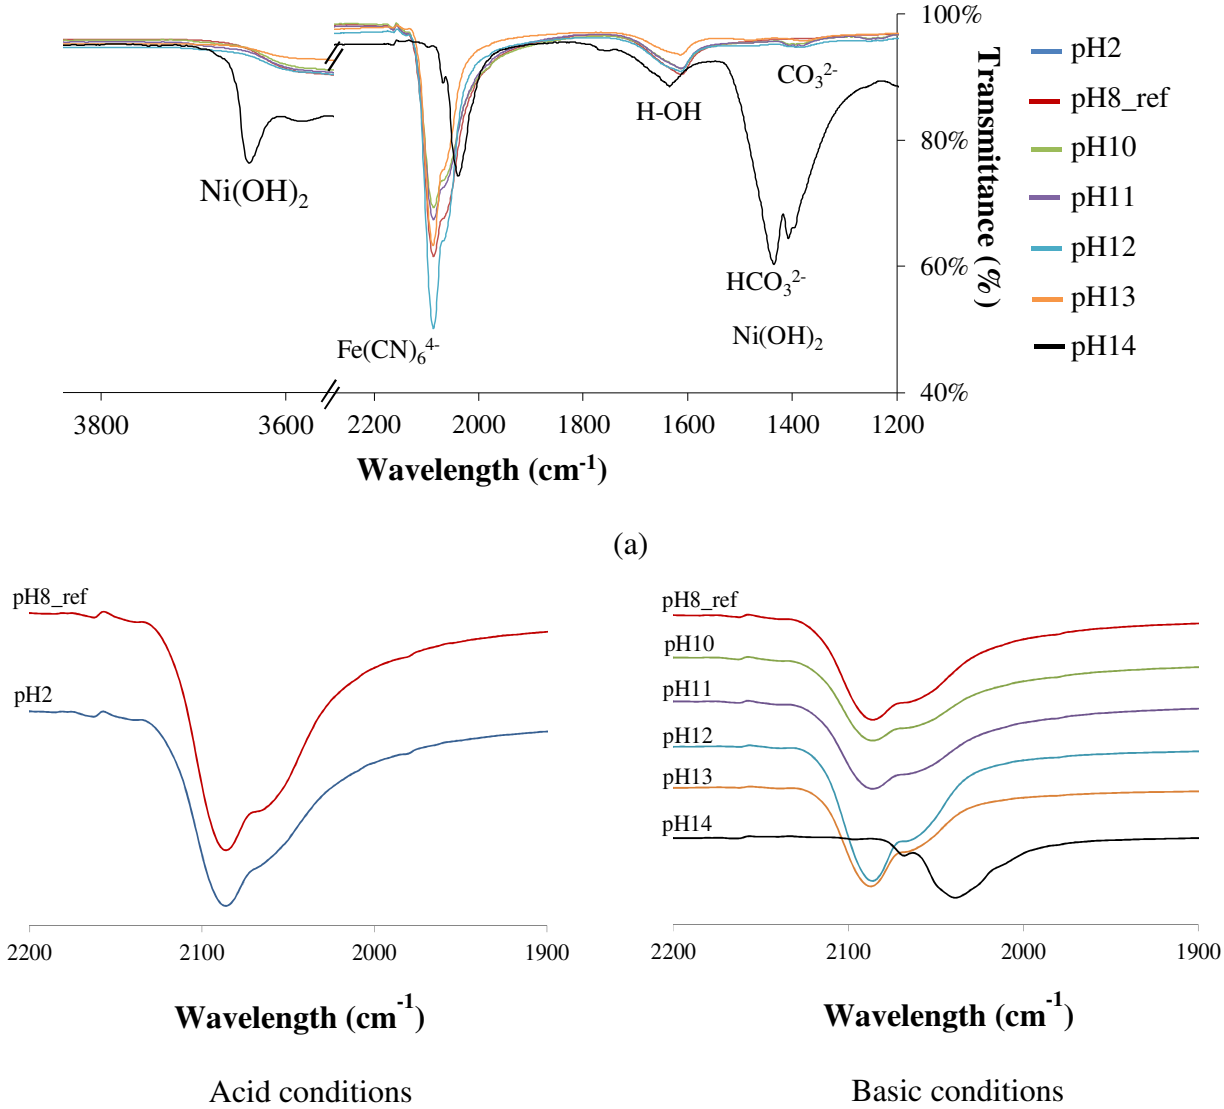 100%
80%
60%
40%
Transmittance (%)
pH2
pH8_ref
pH10
pH11
pH12
pH13
pH14
CO₃²⁻
H-OH
Ni(OH)₂
HCO₃²⁻
Ni(OH)₂
Fe(CN)₆⁴⁻
3800 3600 2200 2000 1800 1600 1400 1200
Wavelength (cm⁻¹)
(a)
pH8_ref
pH2
2200 2100 2000 1900
Wavelength (cm⁻¹)
Acid conditions
pH8_ref
pH10
pH11
pH12
pH13
pH14
2200 2100 2000 1900
Wavelength (cm⁻¹)
Basic conditions